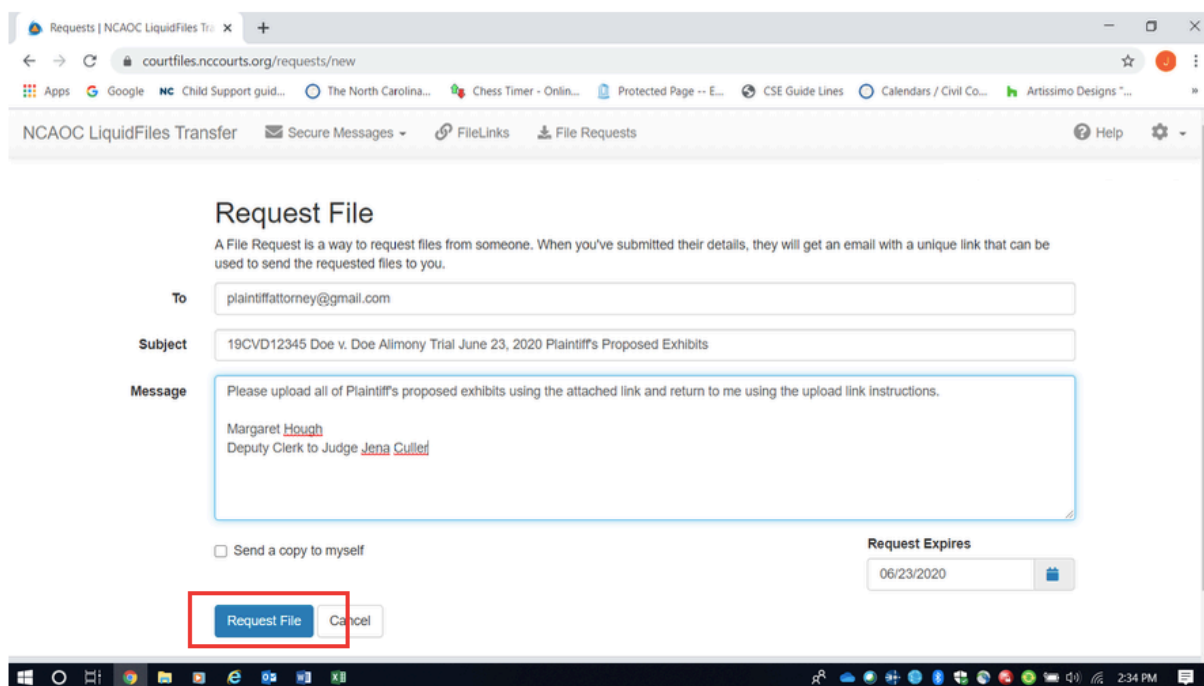 Requests | NCAOC LiquidFiles Tra
courtfiles.nccourts.org/requests/new
Apps Google NC Child Support guid... The North Carolina... Chess Timer - Onlin... Protected Page -- E... CSE Guide Lines Calendars / Civil Co... Artissimo Designs "... »
NCAOC LiquidFiles Transfer Secure Messages FileLinks File Requests Help
Request File
A File Request is a way to request files from someone. When you've submitted their details, they will get an email with a unique link that can be
used to send the requested files to you.
To plaintiffattorney@gmail.com
Subject 19CVD12345 Doe v. Doe Alimony Trial June 23, 2020 Plaintiff's Proposed Exhibits
Message Please upload all of Plaintiff's proposed exhibits using the attached link and return to me using the upload link instructions.
Margaret Hough
Deputy Clerk to Judge Jena Culler
Send a copy to myself
Request Expires
06/23/2020
Request File Cancel
2:34 PM